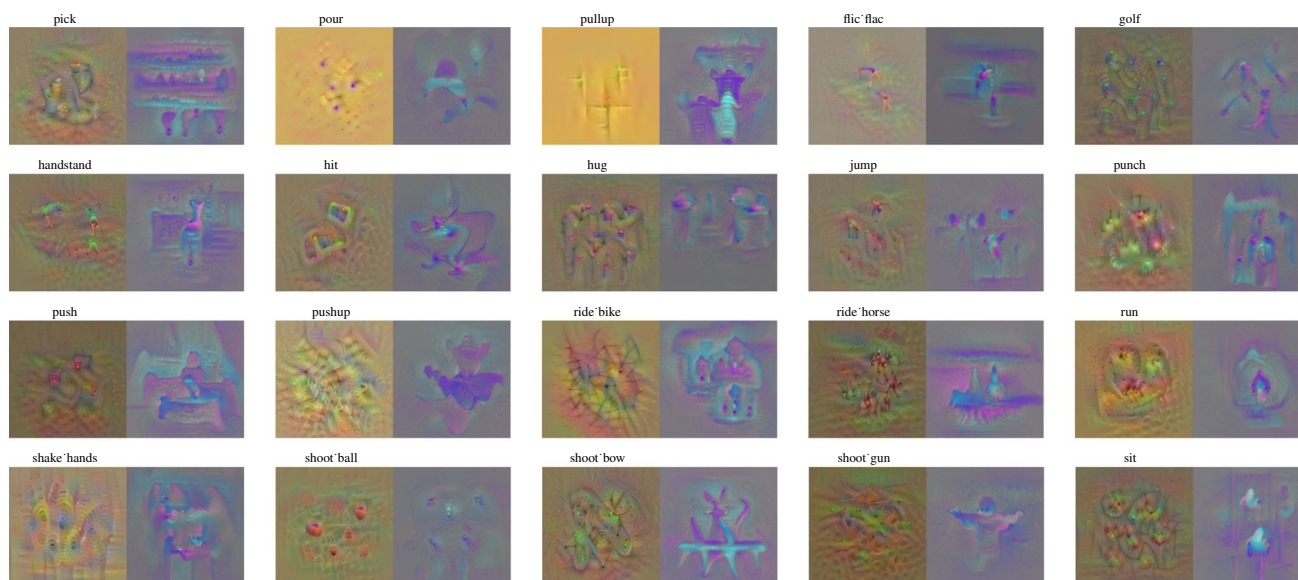 pick pour pullup flic˙flac golf
handstand hit hug jump punch
push pushup ride˙bike ride˙horse run
shake˙hands shoot˙ball shoot˙bow shoot˙gun sit